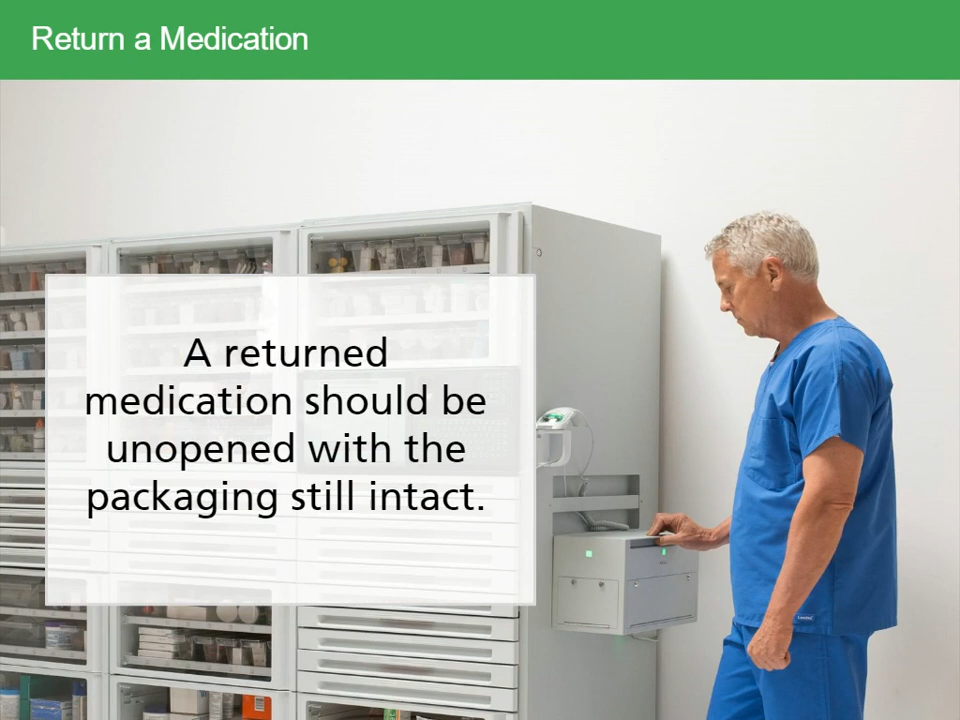 Return a Medication
A returned
medication should be
unopened with the
packaging still intact.